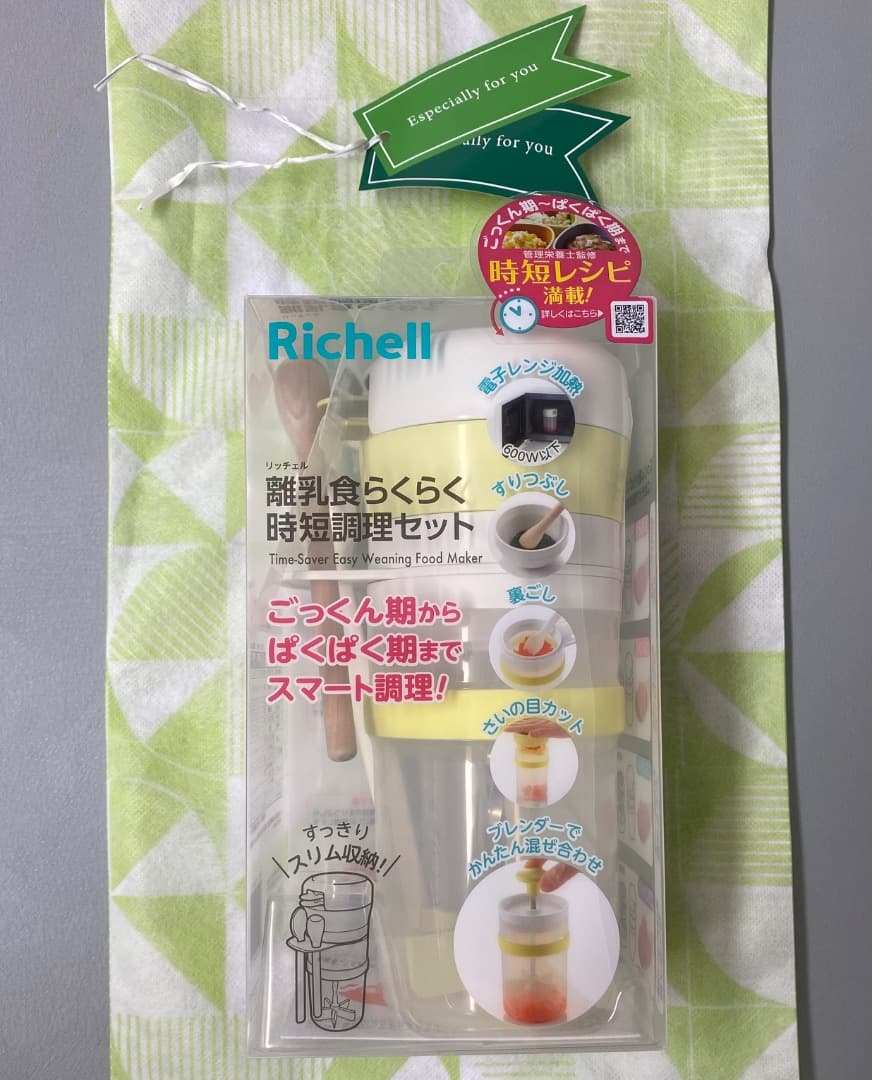 Especially for you
ally for you
ごっくん期〜ぱくぱく期まで
管理栄養士監修
時短レシピ
満載!
詳しくはこちら▶
Richell
電子レンジ加熱
600W以下
リッチェル
離乳食らくらく
時短調理セット
Time-Saver Easy Weaning Food Maker
すりつぶし
裏ごし
ごっくん期から
ぱくぱく期まで
スマート調理!
さいの目カット
ブレンダーで
かんたん混ぜ合わせ
すっきり
スリム収納!